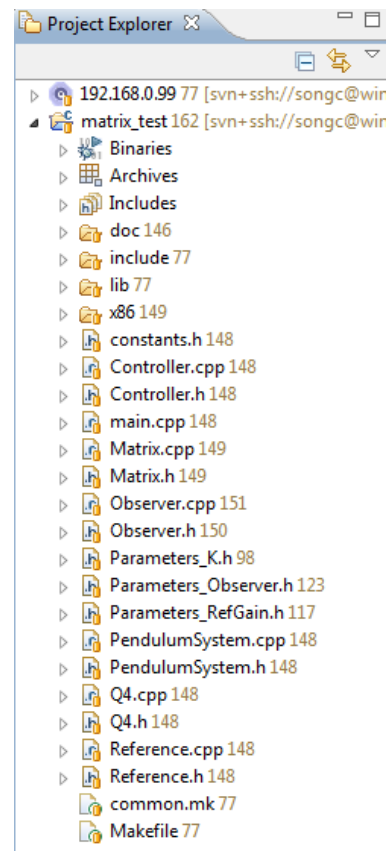 Project Explorer
192.168.0.99 77 [svn+ssh://songc@win
matrix_test 162 [svn+ssh://songc@win
Binaries
Archives
Includes
doc 146
include 77
lib 77
x86 149
constants.h 148
Controller.cpp 148
Controller.h 148
main.cpp 148
Matrix.cpp 149
Matrix.h 149
Observer.cpp 151
Observer.h 150
Parameters_K.h 98
Parameters_Observer.h 123
Parameters_RefGain.h 117
PendulumSystem.cpp 148
PendulumSystem.h 148
Q4.cpp 148
Q4.h 148
Reference.cpp 148
Reference.h 148
common.mk 77
Makefile 77